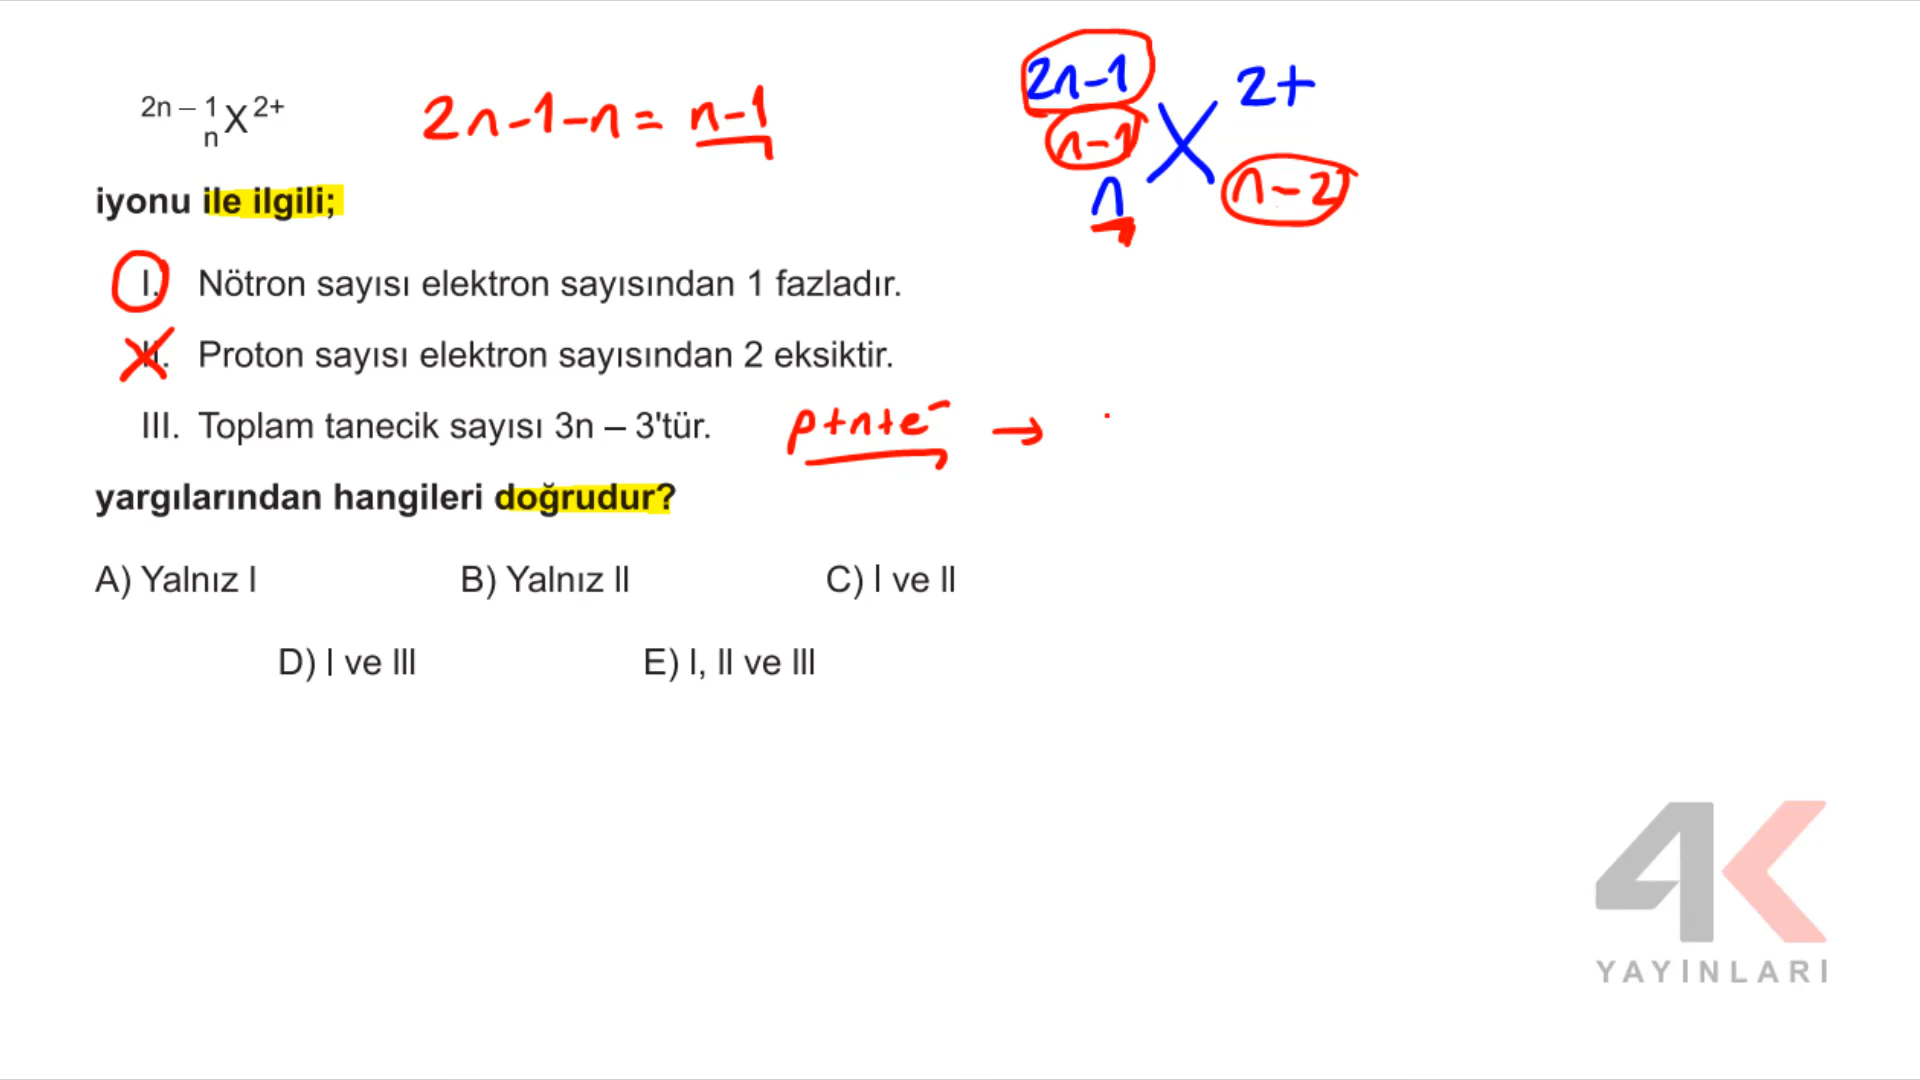 2n – 1
n
X 2+
2n-1-n = n-1
2n-1
n-1
n
X 2+
n-2
iyonu ile ilgili;
I. Nötron sayısı elektron sayısından 1 fazladır.
II. Proton sayısı elektron sayısından 2 eksiktir.
III. Toplam tanecik sayısı 3n – 3'tür. p+n+e⁻ →
yargılarından hangileri doğrudur?
A) Yalnız I B) Yalnız II C) I ve II
D) I ve III E) I, II ve III
4K
YAYINLARI